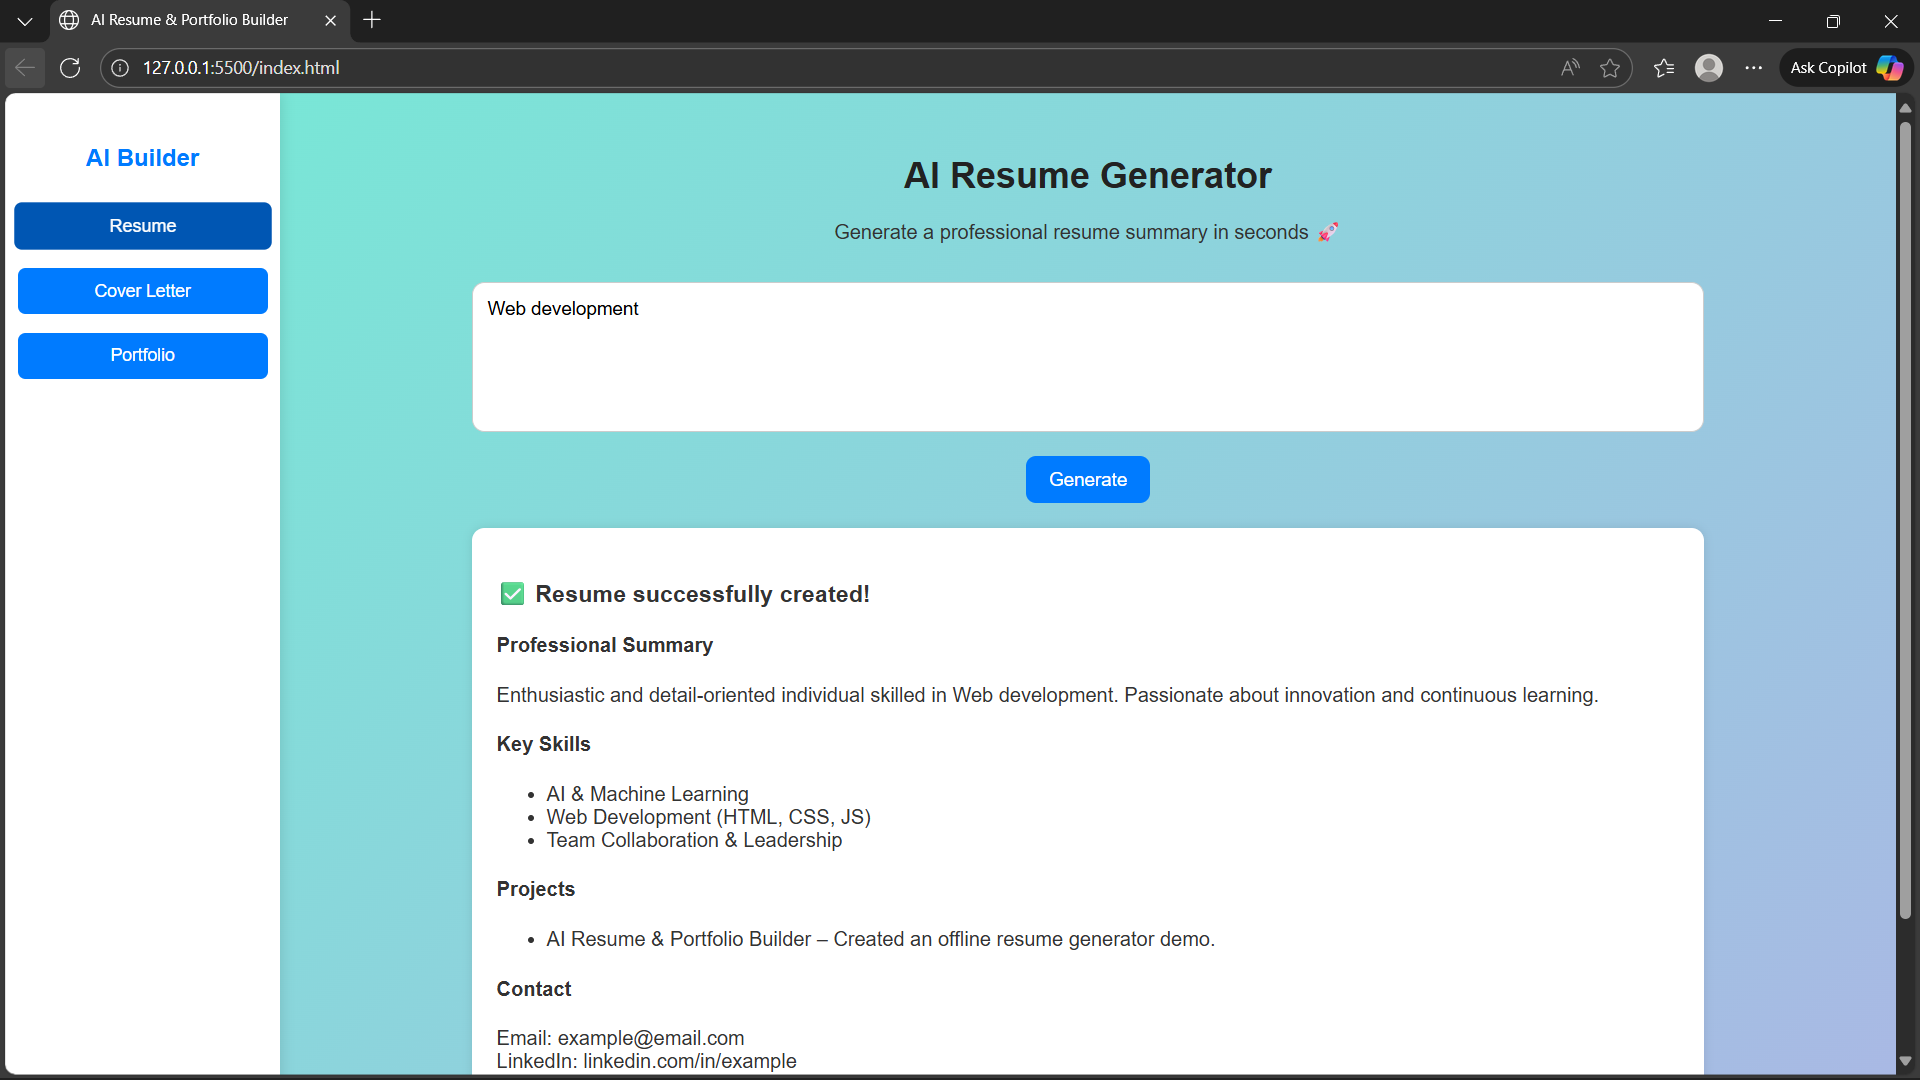 AI Resume & Portfolio Builder
127.0.0.1:5500/index.html
Ask Copilot
AI Builder
Resume
Cover Letter
Portfolio
AI Resume Generator
Generate a professional resume summary in seconds 🚀
Web development
Generate
✅ Resume successfully created!
Professional Summary
Enthusiastic and detail-oriented individual skilled in Web development. Passionate about innovation and continuous learning.
Key Skills
• AI & Machine Learning
• Web Development (HTML, CSS, JS)
• Team Collaboration & Leadership
Projects
• AI Resume & Portfolio Builder – Created an offline resume generator demo.
Contact
Email: example@email.com
LinkedIn: linkedin.com/in/example